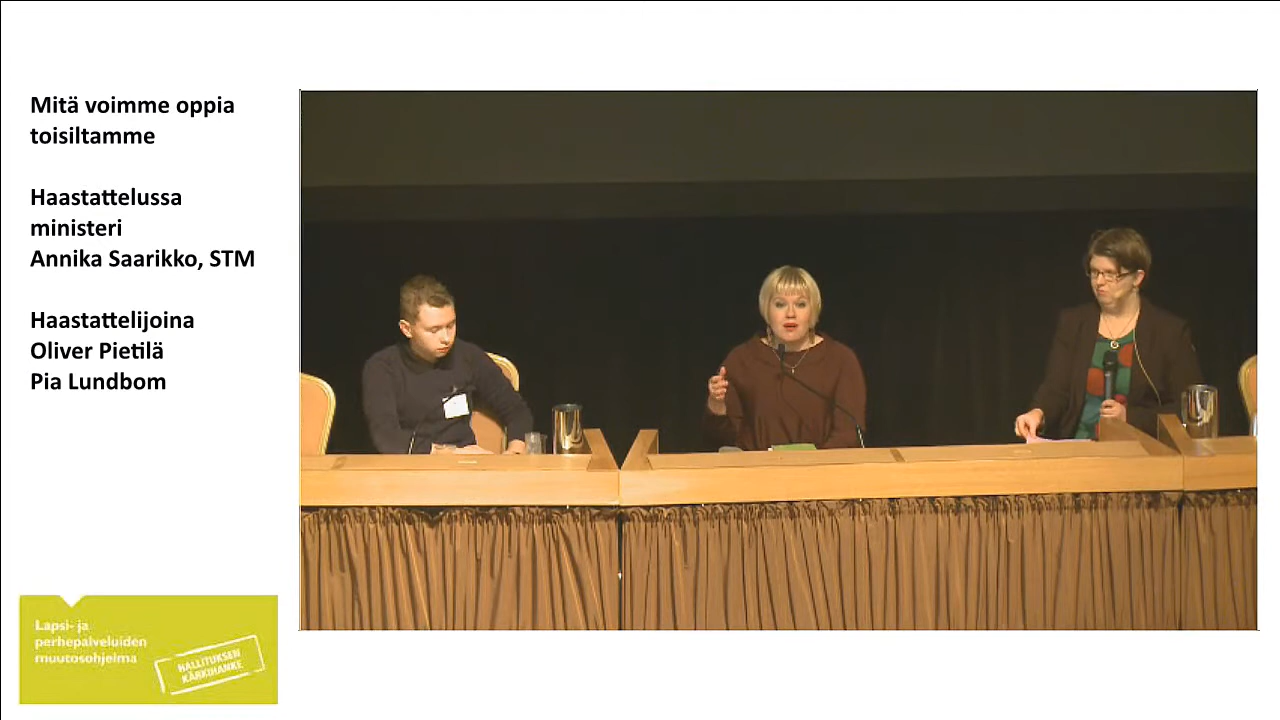 Mitä voimme oppia
toisiltamme
Haastattelussa
ministeri
Annika Saarikko, STM
Haastattelijoina
Oliver Pietilä
Pia Lundbom
Lapsi- ja
perhepalveluiden
muutosohjelma
HALLITUKSEN
KÄRKIHANKE